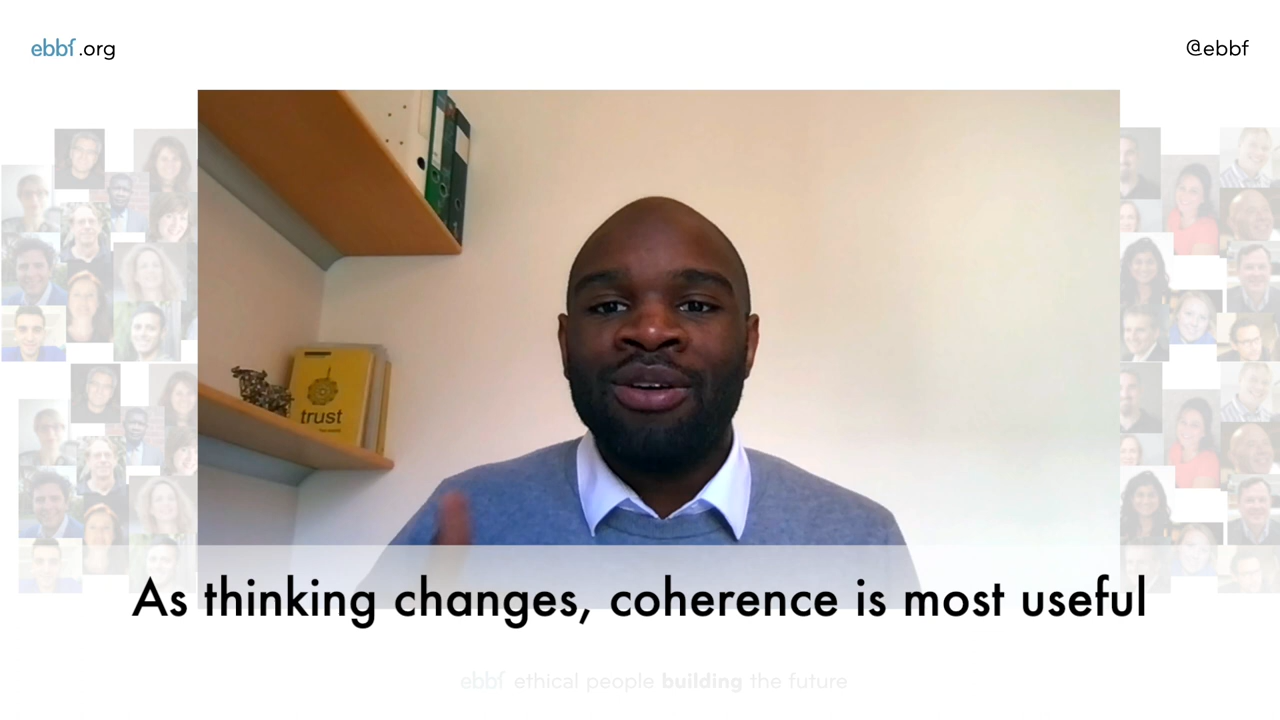 ebbf.org
@ebbf
trust
As thinking changes, coherence is most useful
ebbf ethical people building the future